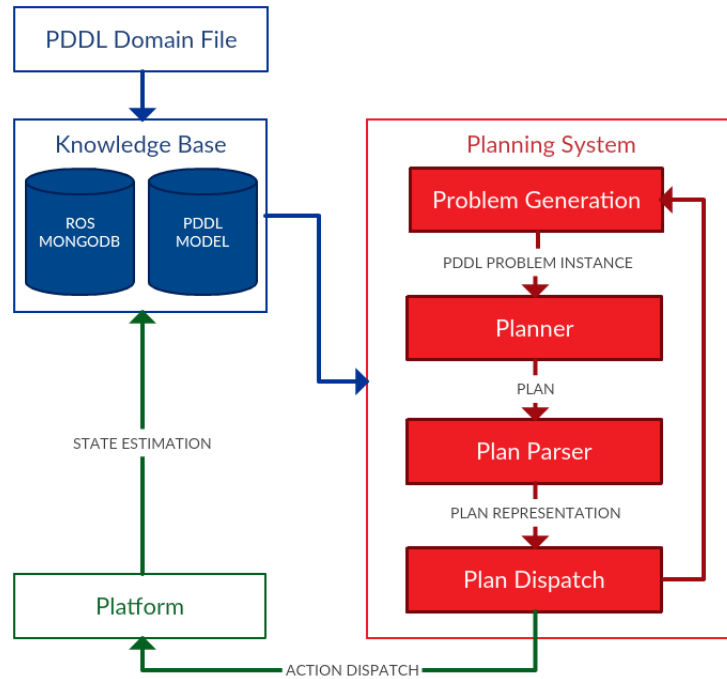 PDDL Domain File
Knowledge Base
ROS
MONGODB
PDDL
MODEL
STATE ESTIMATION
Platform
Planning System
Problem Generation
PDDL PROBLEM INSTANCE
Planner
PLAN
Plan Parser
PLAN REPRESENTATION
Plan Dispatch
ACTION DISPATCH